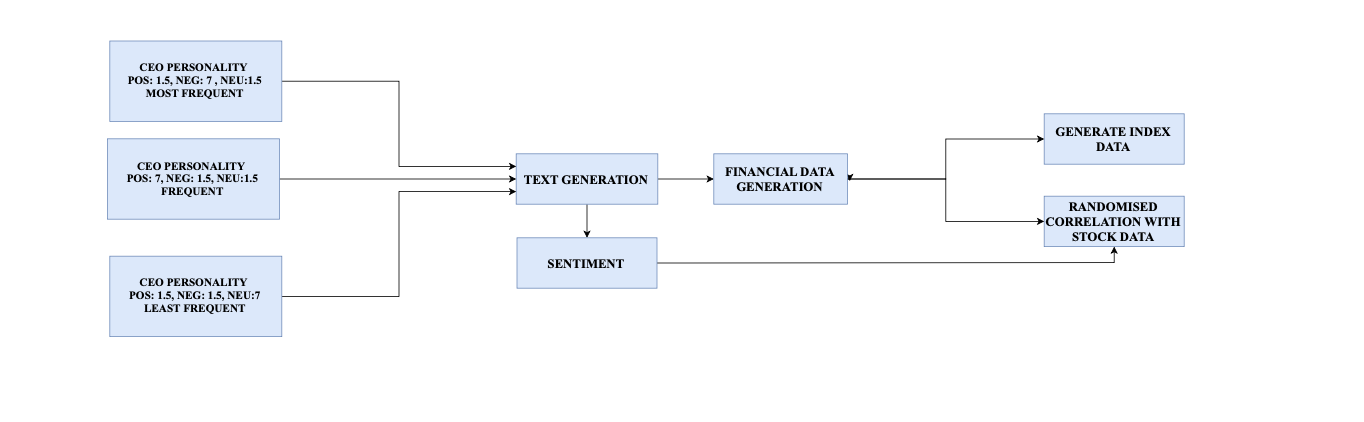 CEO PERSONALITY
POS: 1.5, NEG: 7 , NEU:1.5
MOST FREQUENT
CEO PERSONALITY
POS: 7, NEG: 1.5, NEU:1.5
FREQUENT
CEO PERSONALITY
POS: 1.5, NEG: 1.5, NEU:7
LEAST FREQUENT
TEXT GENERATION
SENTIMENT
FINANCIAL DATA
GENERATION
GENERATE INDEX
DATA
RANDOMISED
CORRELATION WITH
STOCK DATA